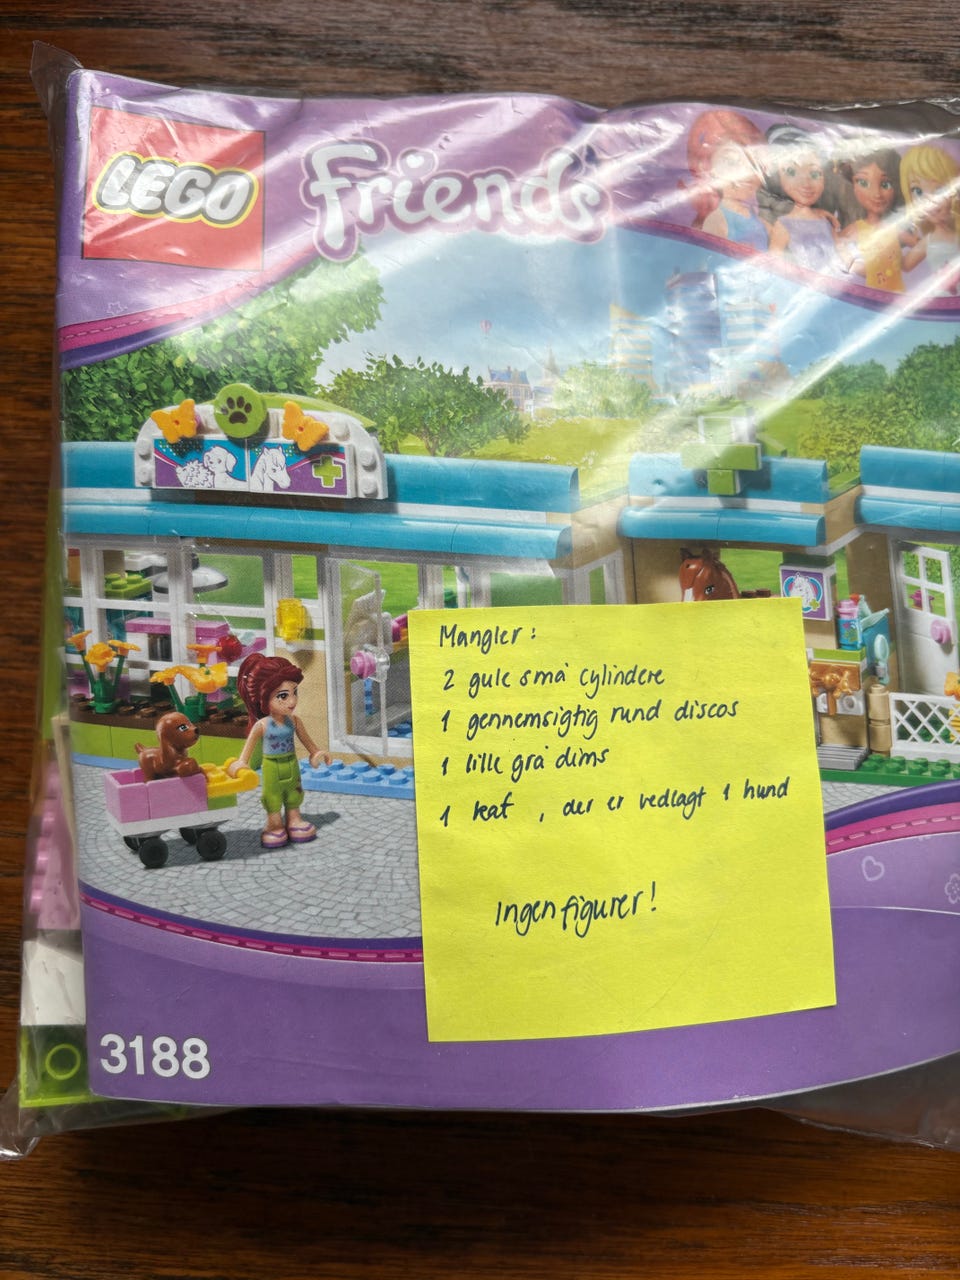 LEGO
Friends
Mangler:
2 gule små cylindere
1 gennemsigtig rund discos
1 lille grå dims
1 kat, der er vedlagt 1 hund
Ingen figurer!
3188